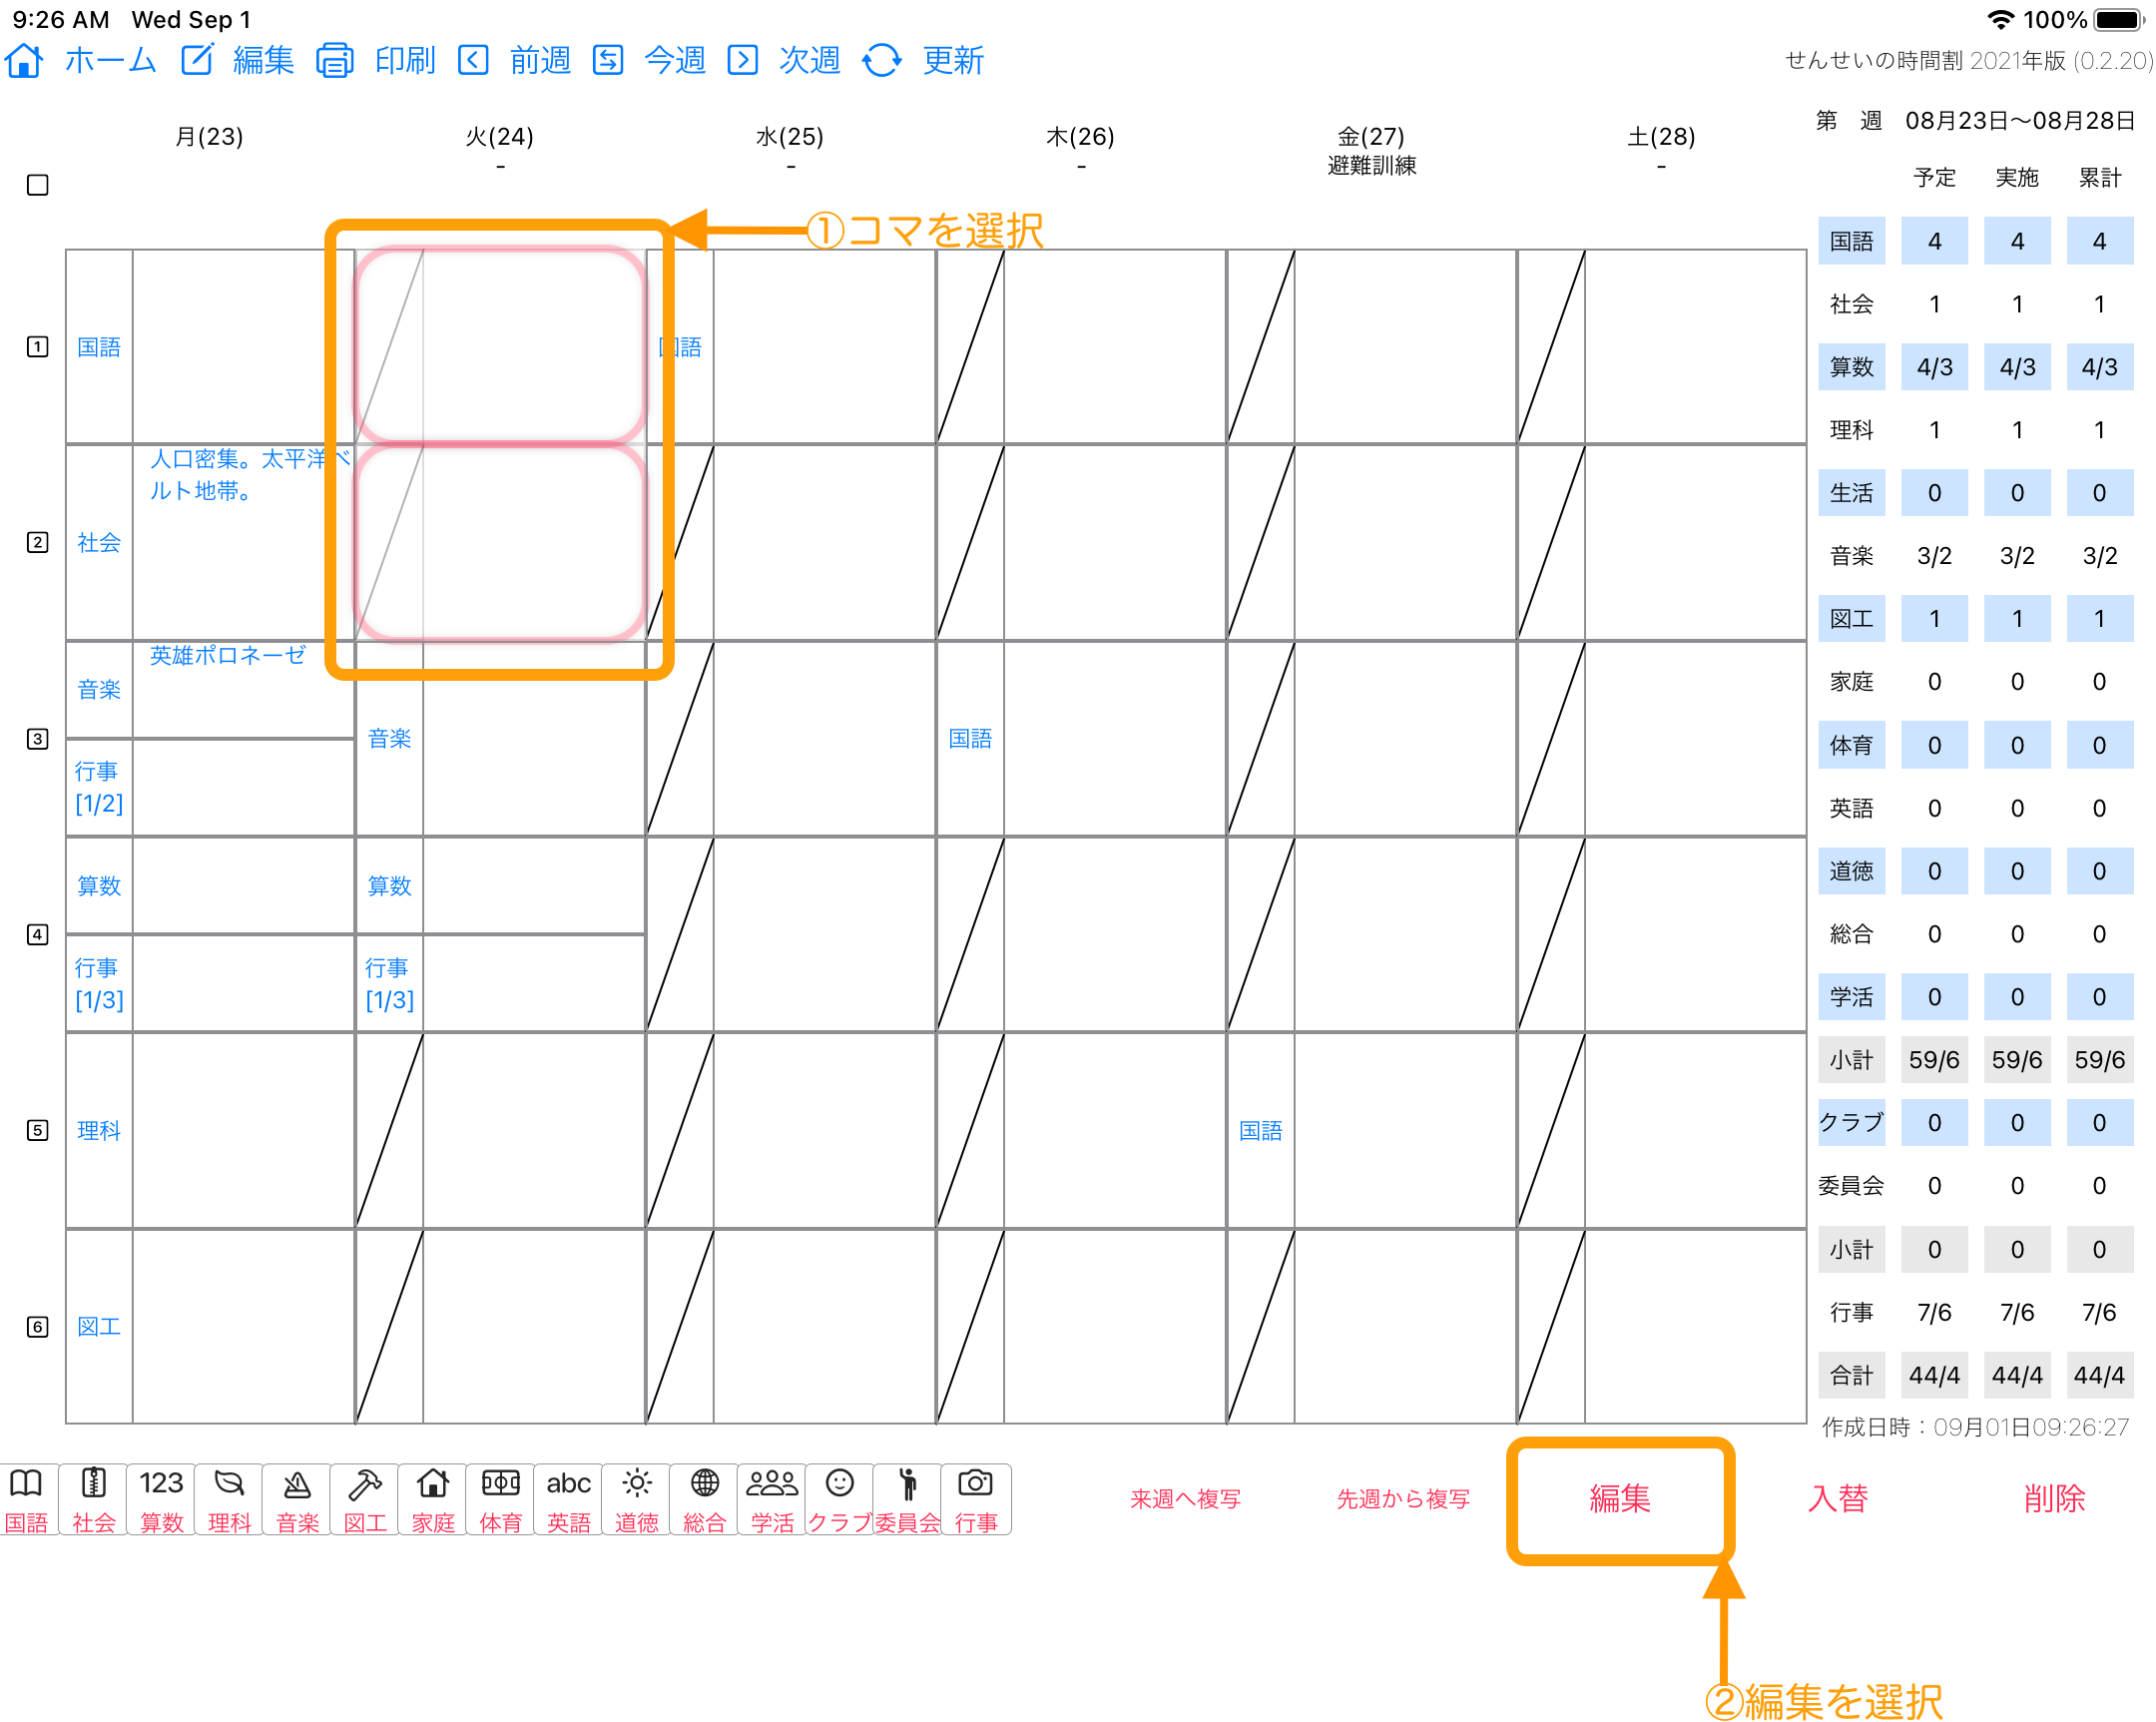 9:26 AM Wed Sep 1 100%
ホーム 編集 印刷 前週 今週 次週 更新 せんせいの時間割 2021年版 (0.2.20)
第 週 08月23日～08月28日
月(23) 火(24) 水(25) 木(26) 金(27) 土(28)
- - - 避難訓練 -
予定 実施 累計
①コマを選択
国語 4 4 4
社会 1 1 1
1 国語 国語
算数 4/3 4/3 4/3
理科 1 1 1
人口密集。太平洋ベ
ルト地帯。
生活 0 0 0
2 社会
音楽 3/2 3/2 3/2
図工 1 1 1
英雄ポロネーゼ
音楽
家庭 0 0 0
3 音楽 国語
体育 0 0 0
行事
[1/2]
英語 0 0 0
算数 算数
道徳 0 0 0
4
総合 0 0 0
行事 行事
[1/3] [1/3]
学活 0 0 0
小計 59/6 59/6 59/6
5 理科 国語
クラブ 0 0 0
委員会 0 0 0
小計 0 0 0
6 図工
行事 7/6 7/6 7/6
合計 44/4 44/4 44/4
作成日時：09月01日09:26:27
123 abc
国語 社会 算数 理科 音楽 図工 家庭 体育 英語 道徳 総合 学活 クラブ 委員会 行事
来週へ複写 先週から複写 編集 入替 削除
②編集を選択